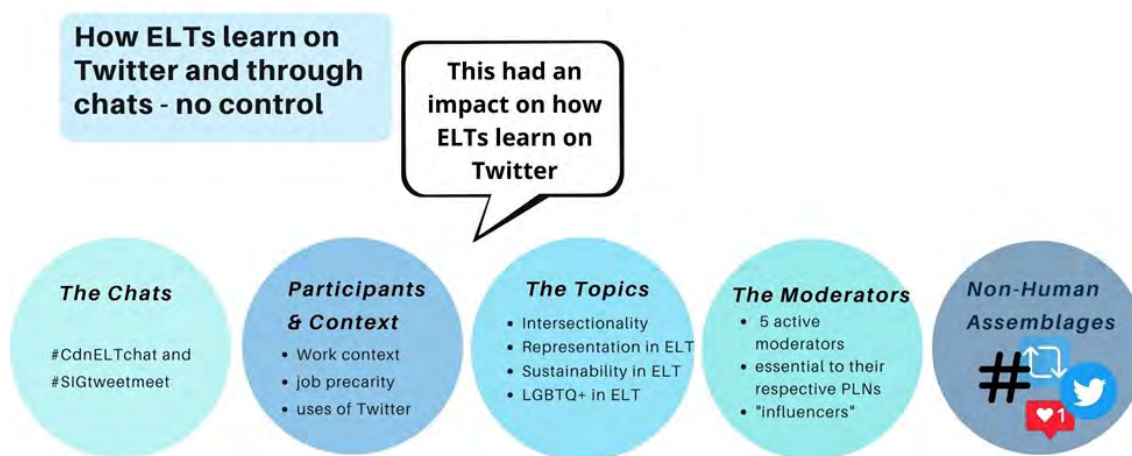 How ELTs learn on
Twitter and through
chats - no control
This had an
impact on how
ELTs learn on
Twitter
The Chats
#CdnELTchat and
#SIGtweetmeet
Participants
& Context
• Work context
• job precarity
• uses of Twitter
The Topics
• Intersectionality
• Representation in ELT
• Sustainability in ELT
• LGBTQ+ in ELT
The Moderators
• 5 active
moderators
• essential to their
respective PLNs
• "influencers"
Non-Human
Assemblages
#
1